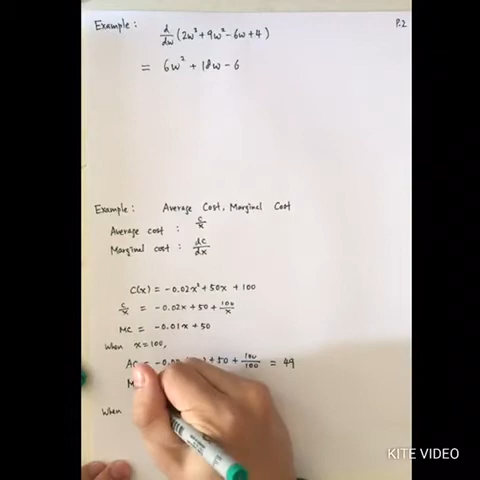 Example:
P.2
d/dw (2w³ + 9w² - 6w + 4)
= 6w² + 18w - 6
Example: Average Cost, Marginal Cost
Average cost : C/x
Marginal cost : dC/dx
C(x) = -0.02x² + 50x + 100
C/x = -0.02x + 50 + 100/x
MC = -0.01x + 50
When x = 100,
+ 50 + 100/100 = 49
When
KITE VIDEO